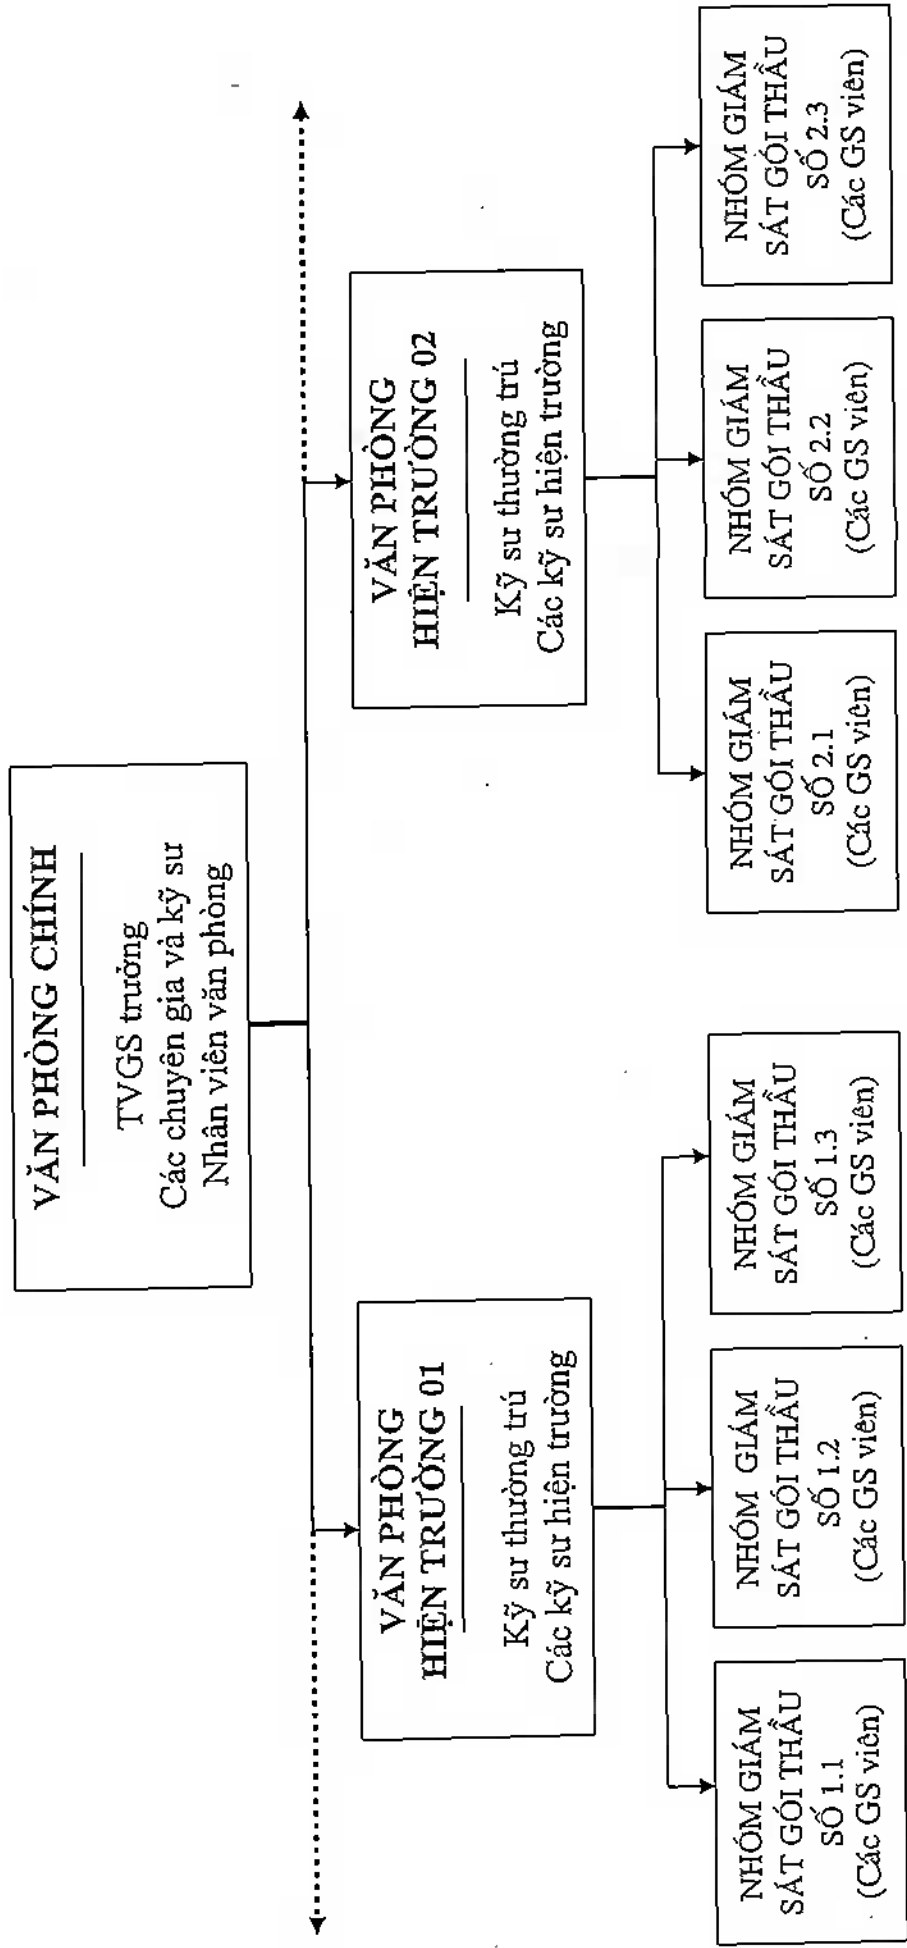 VĂN PHÒNG CHÍNH
TVGS trưởng
Các chuyên gia và kỹ sư
Nhân viên văn phòng
VĂN PHÒNG
HIỆN TRƯỜNG 01
Kỹ sư thường trú
Các kỹ sư hiện trường
VĂN PHÒNG
HIỆN TRƯỜNG 02
Kỹ sư thường trú
Các kỹ sư hiện trường
NHÓM GIÁM
SÁT GÓI THẦU
SỐ 1.1
(Các GS viên)
NHÓM GIÁM
SÁT GÓI THẦU
SỐ 1.2
(Các GS viên)
NHÓM GIÁM
SÁT GÓI THẦU
SỐ 1.3
(Các GS viên)
NHÓM GIÁM
SÁT GÓI THẦU
SỐ 2.1
(Các GS viên)
NHÓM GIÁM
SÁT GÓI THẦU
SỐ 2.2
(Các GS viên)
NHÓM GIÁM
SÁT GÓI THẦU
SỐ 2.3
(Các GS viên)